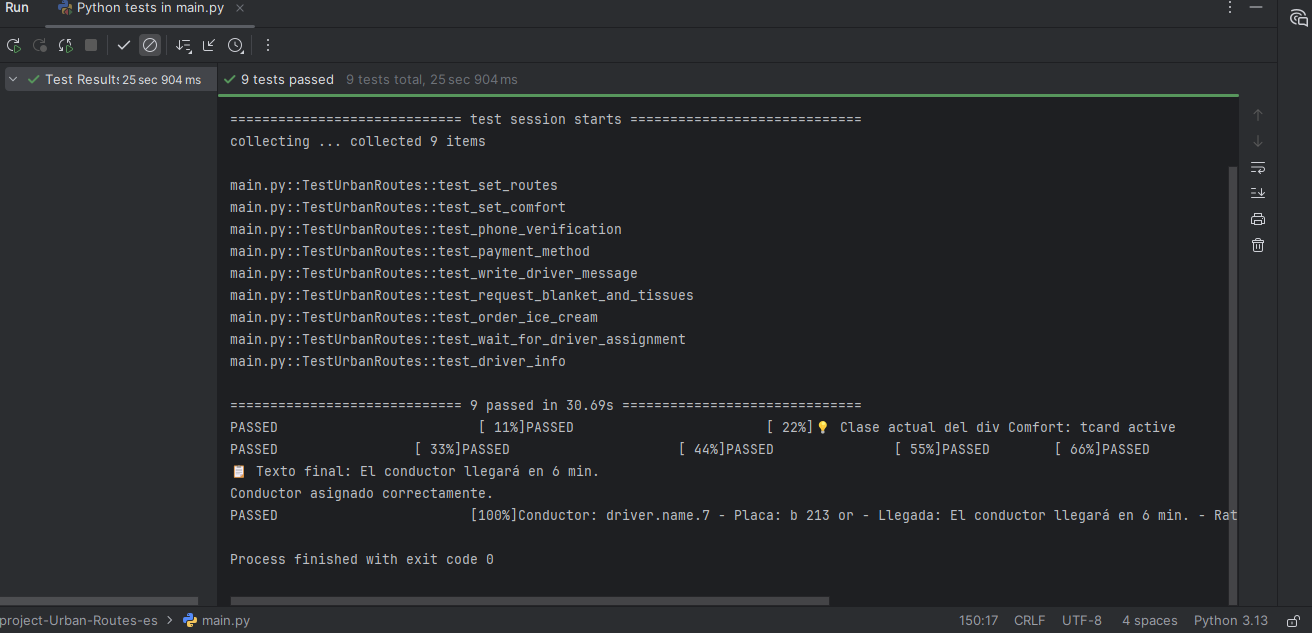 Run Python tests in main.py
Test Results 25 sec 904 ms
9 tests passed 9 tests total, 25 sec 904 ms
============================= test session starts =============================
collecting ... collected 9 items
main.py::TestUrbanRoutes::test_set_routes
main.py::TestUrbanRoutes::test_set_comfort
main.py::TestUrbanRoutes::test_phone_verification
main.py::TestUrbanRoutes::test_payment_method
main.py::TestUrbanRoutes::test_write_driver_message
main.py::TestUrbanRoutes::test_request_blanket_and_tissues
main.py::TestUrbanRoutes::test_order_ice_cream
main.py::TestUrbanRoutes::test_wait_for_driver_assignment
main.py::TestUrbanRoutes::test_driver_info
============================= 9 passed in 30.69s ==============================
PASSED [ 11%]PASSED [ 22%]💡 Clase actual del div Comfort: tcard active
PASSED [ 33%]PASSED [ 44%]PASSED [ 55%]PASSED [ 66%]PASSED
📋 Texto final: El conductor llegará en 6 min.
Conductor asignado correctamente.
PASSED [100%]Conductor: driver.name.7 - Placa: b 213 or - Llegada: El conductor llegará en 6 min. - Rat
Process finished with exit code 0
project-Urban-Routes-es > main.py 150:17 CRLF UTF-8 4 spaces Python 3.13